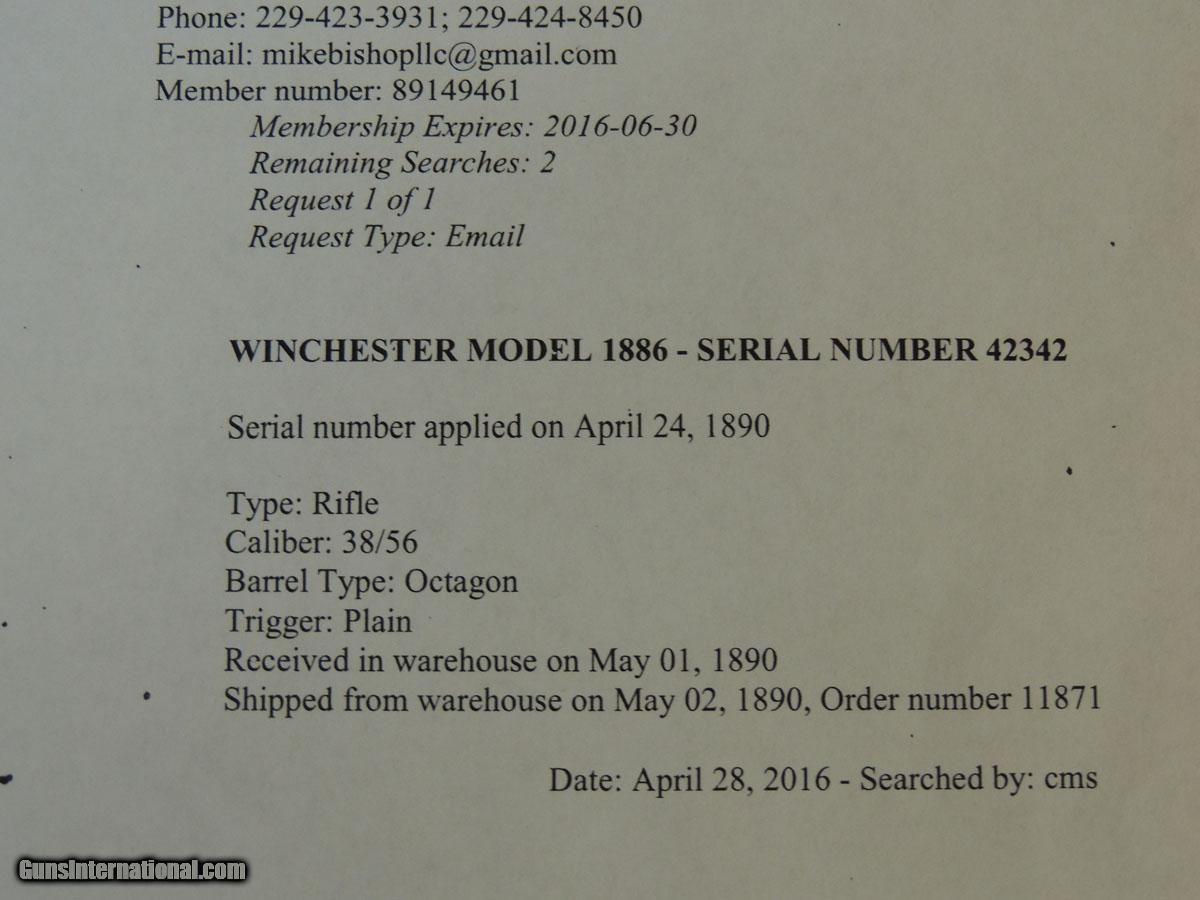 Phone: 229-423-3931; 229-424-8450
E-mail: mikebishopllc@gmail.com
Member number: 89149461
Membership Expires: 2016-06-30
Remaining Searches: 2
Request 1 of 1
Request Type: Email
WINCHESTER MODEL 1886 - SERIAL NUMBER 42342
Serial number applied on April 24, 1890
Type: Rifle
Caliber: 38/56
Barrel Type: Octagon
Trigger: Plain
Received in warehouse on May 01, 1890
Shipped from warehouse on May 02, 1890, Order number 11871
Date: April 28, 2016 - Searched by: cms
GunsInternational.com